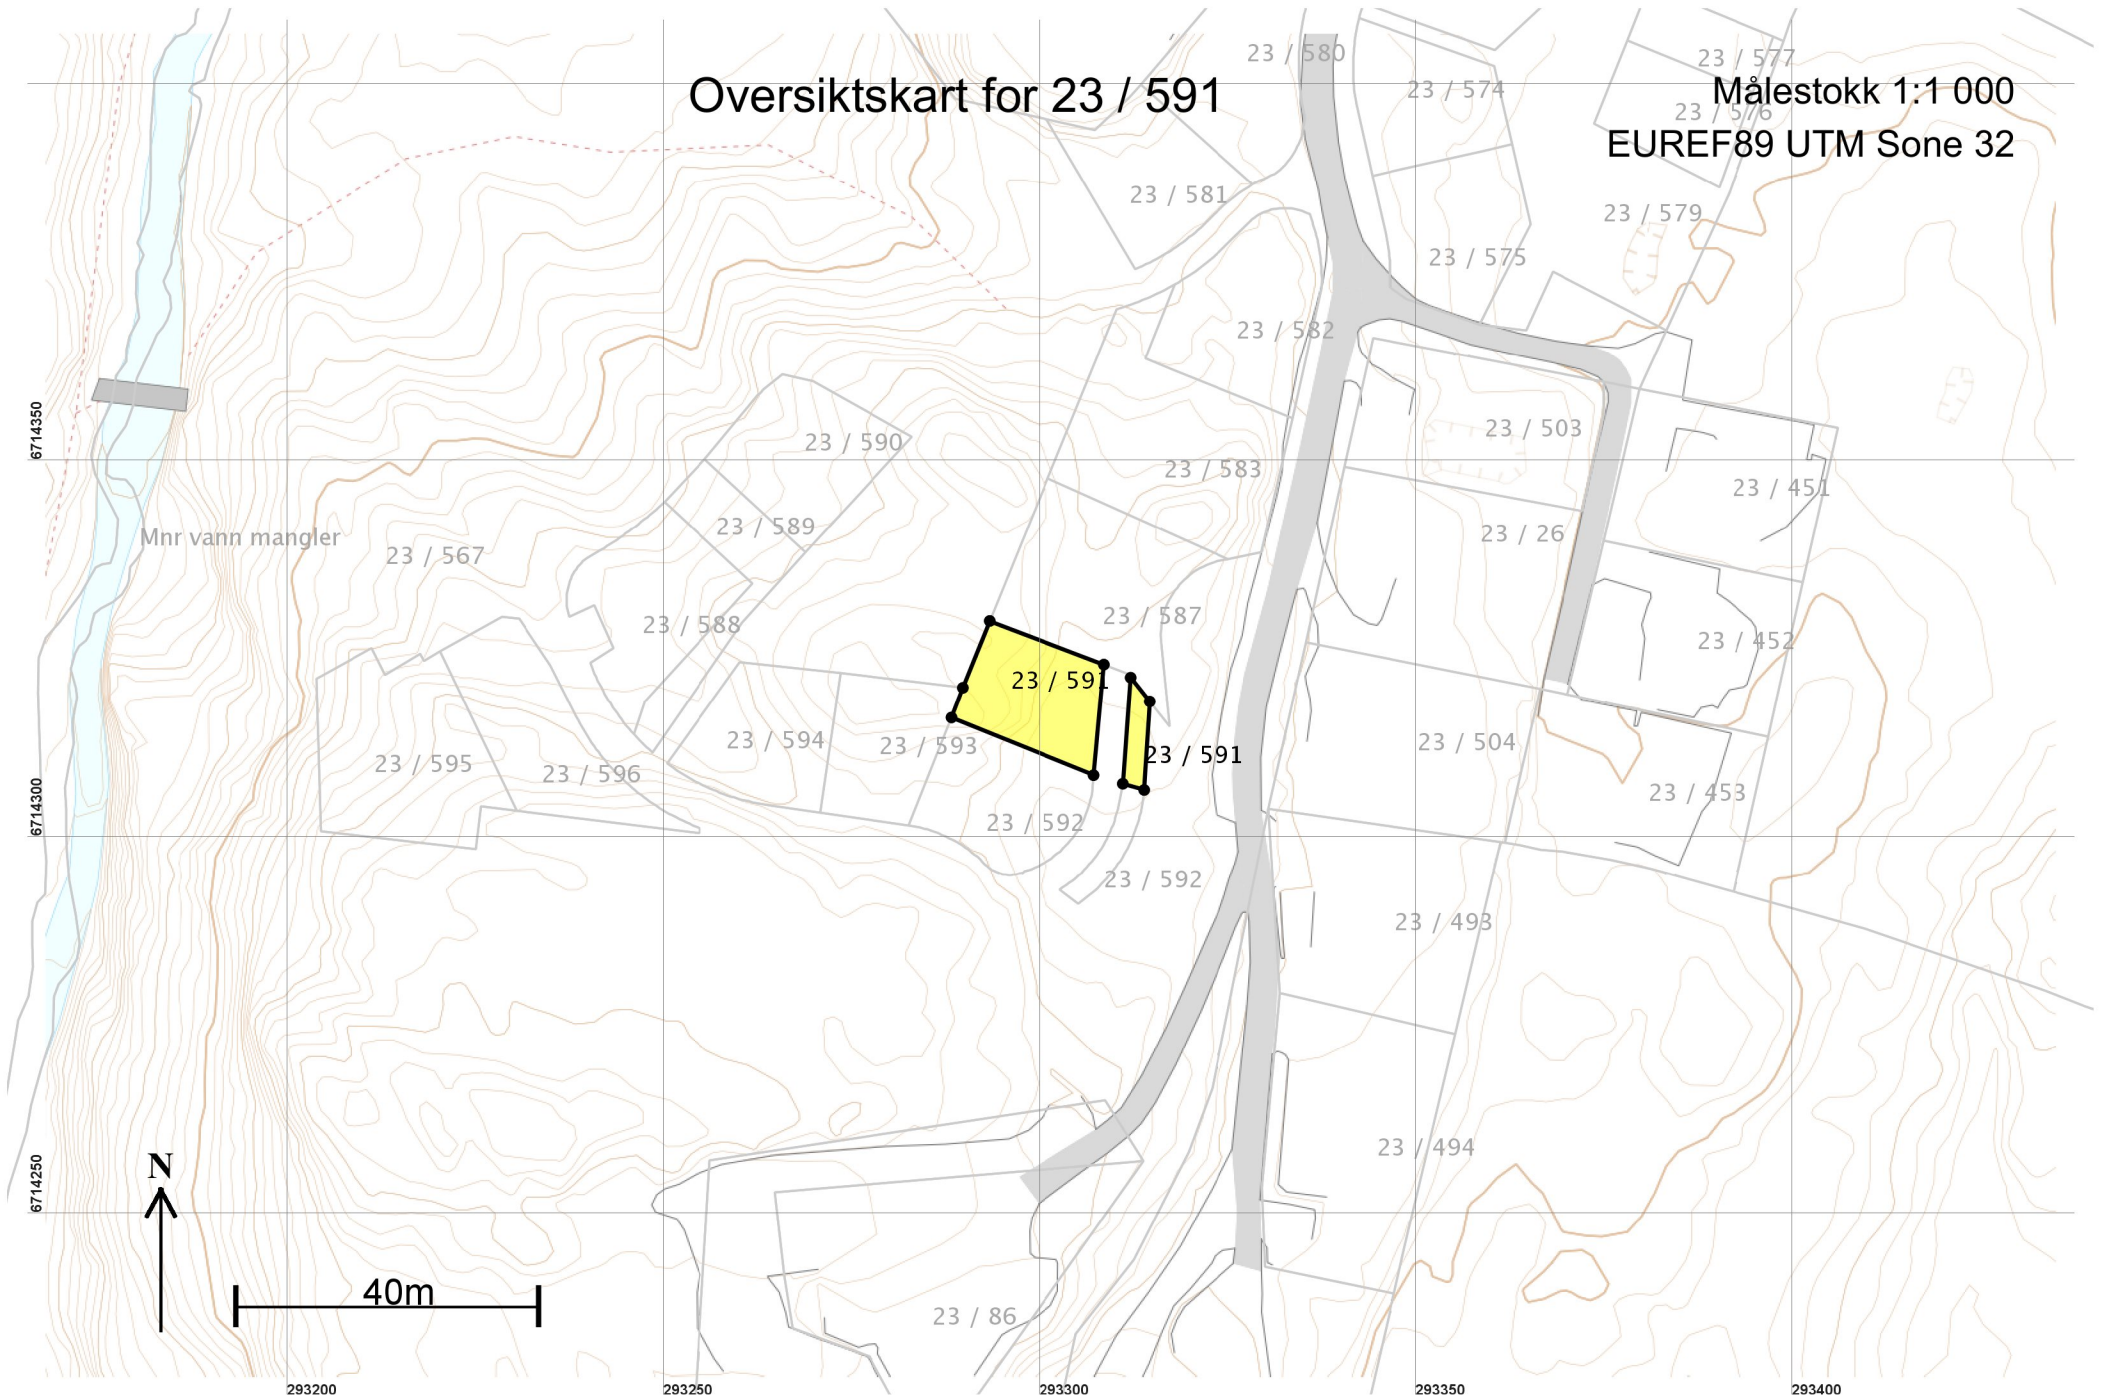 23 / 580
23 / 577
Oversiktskart for 23 / 591
23 / 574
Målestokk 1:1 000
23 / 576
EUREF89 UTM Sone 32
23 / 581
23 / 579
23 / 575
23 / 582
6714350
23 / 590
23 / 503
23 / 583
23 / 451
23 / 589
Mnr vann mangler
23 / 567
23 / 26
23 / 588
23 / 587
23 / 452
23 / 591
23 / 594
23 / 593
23 / 591
23 / 504
23 / 595
23 / 596
23 / 453
6714300
23 / 592
23 / 592
23 / 493
23 / 494
6714250
N
40m
23 / 86
293200
293250
293300
293350
293400